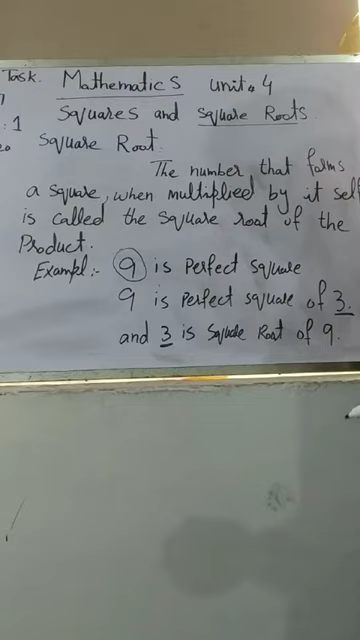 Task. Mathematics unit. 4
: 1 Squares and square Roots.
Square Root.
The number, that forms
a square, when multiplied by it self
is called the square root of the
Product.
Exampl:- 9 is Perfect square
9 is perfect square of 3.
and 3 is square Root of 9.